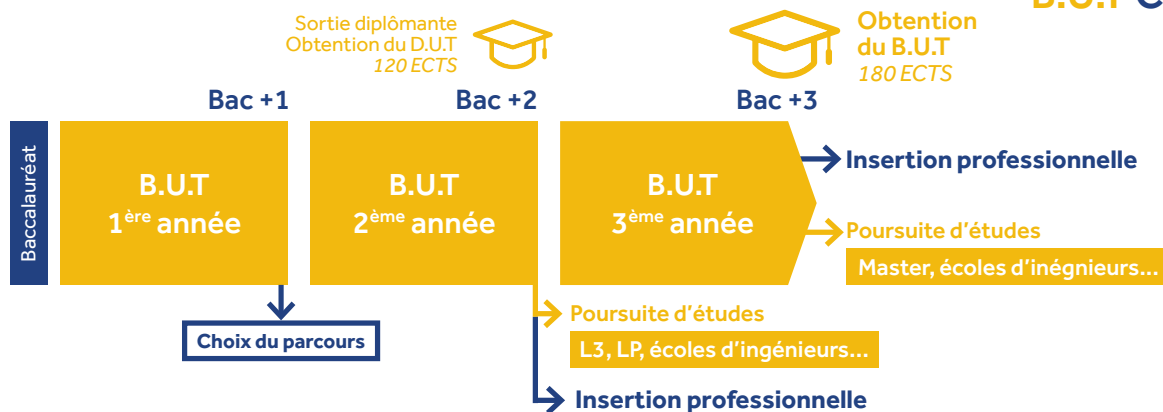 B.U.T C
Sortie diplômante
Obtention du D.U.T
120 ECTS
Obtention
du B.U.T
180 ECTS
Bac +1
Bac +2
Bac +3
Baccalauréat
B.U.T
1ère année
B.U.T
2ème année
B.U.T
3ème année
Insertion professionnelle
Poursuite d'études
Master, écoles d'inégnieurs...
Choix du parcours
Poursuite d'études
L3, LP, écoles d'ingénieurs...
Insertion professionnelle